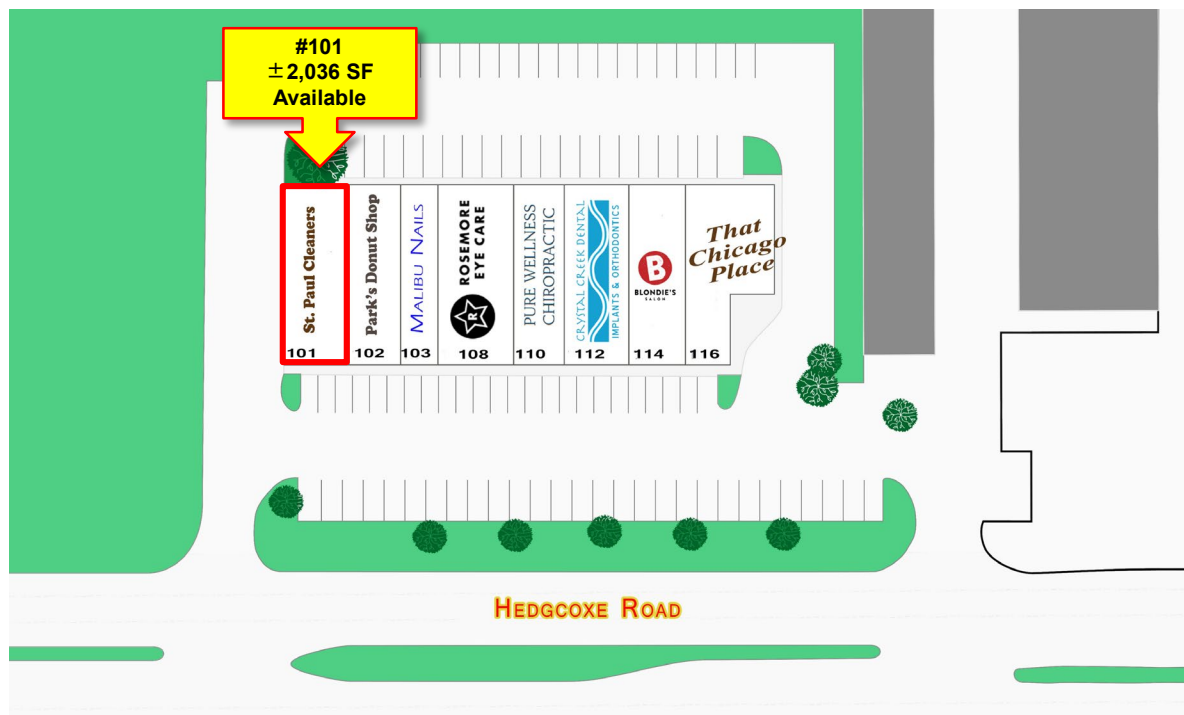 #101
±2,036 SF
Available
St. Paul Cleaners
101
Park's Donut Shop
102
MALIBU NAILS
103
ROSEMORE
EYE CARE
R
108
PURE WELLNESS
CHIROPRACTIC
110
CRYSTAL CREEK DENTAL
IMPLANTS & ORTHODONTICS
112
B
BLONDIE'S
SALON
114
That
Chicago
Place
116
HEDGCOXE ROAD